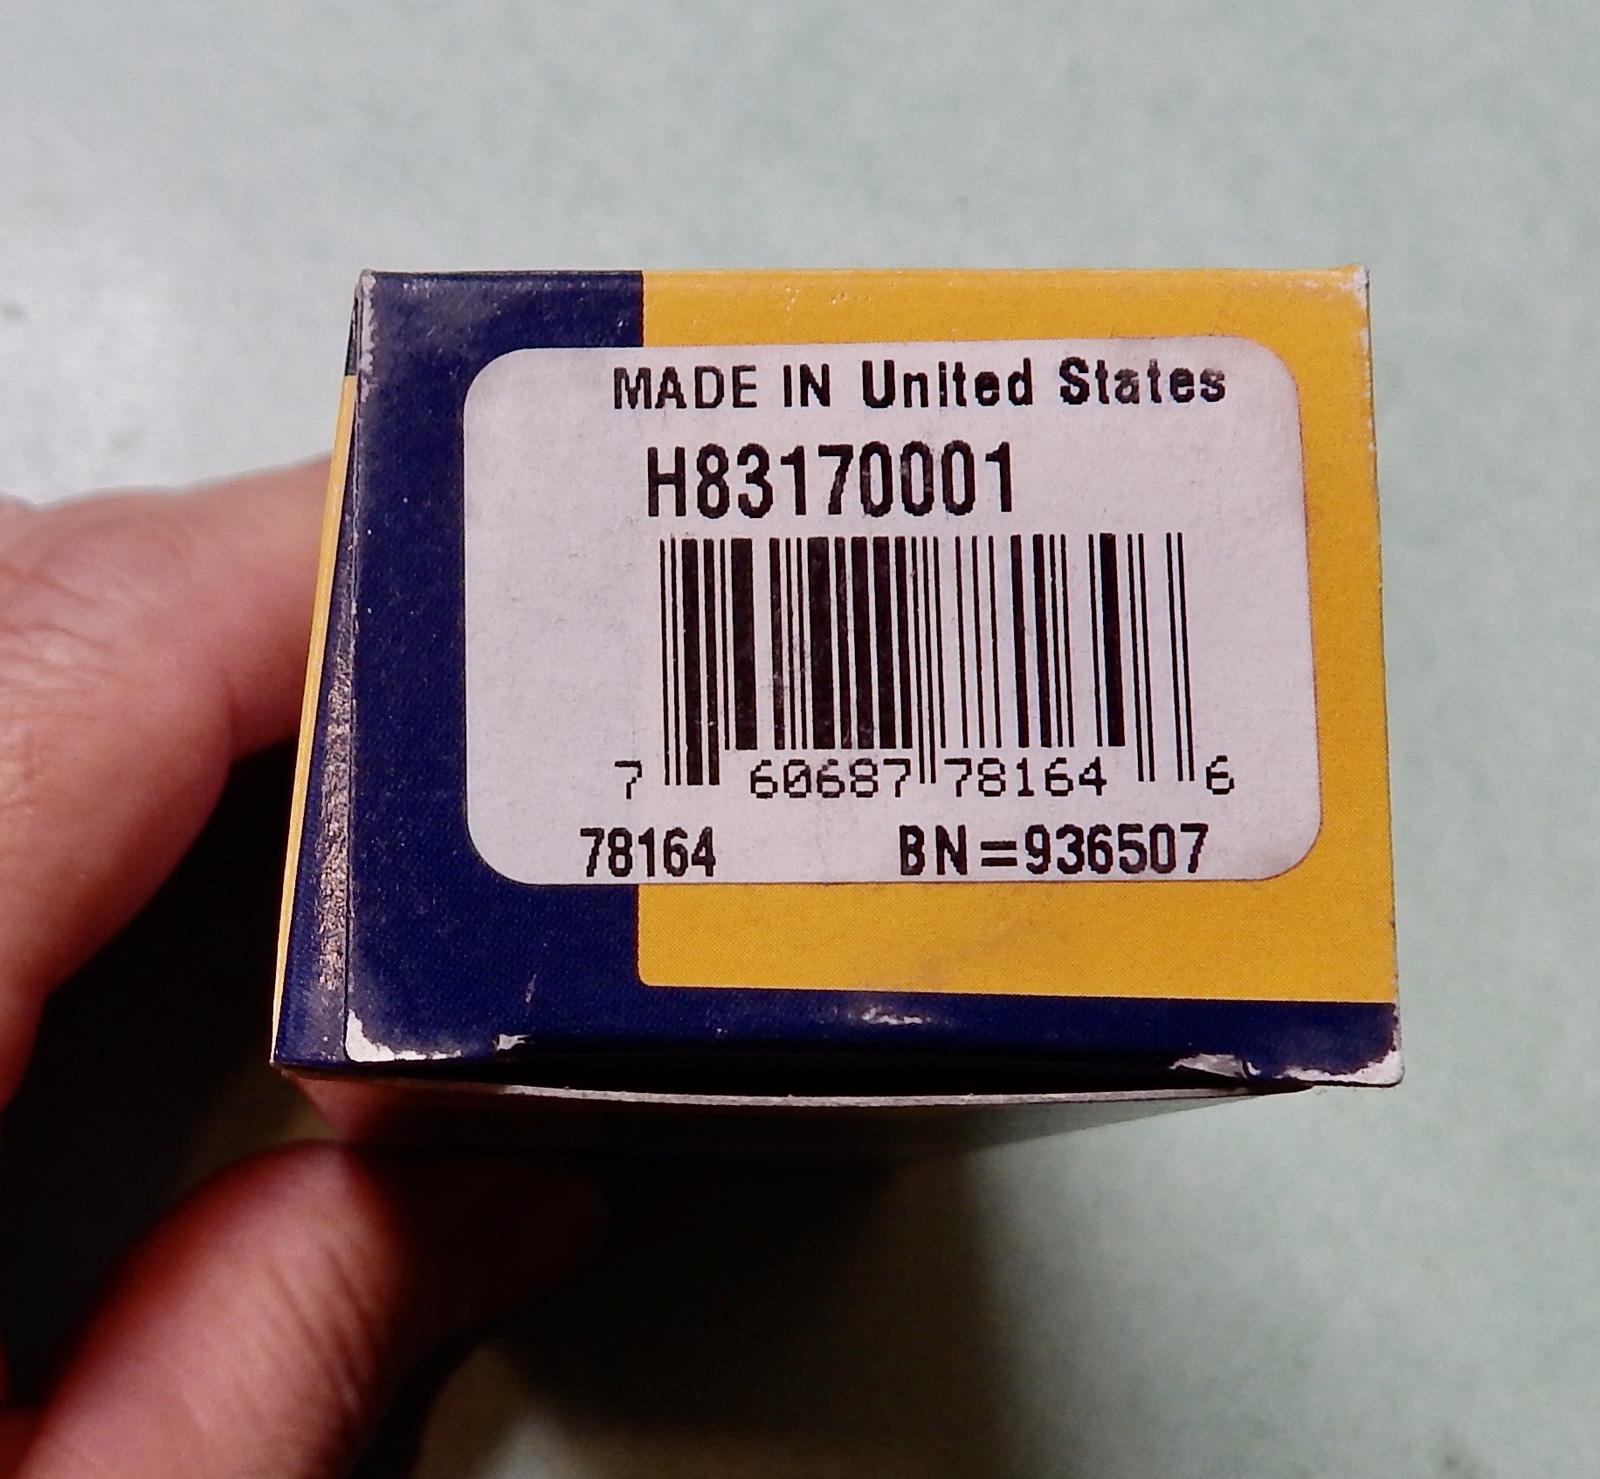 MADE IN United States
H83170001
7 60687 78164 6
78164 BN=936507